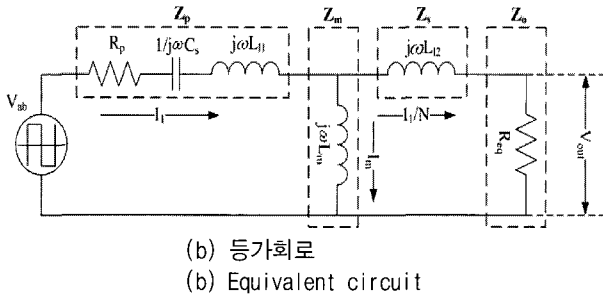 Zp Zm Zs Zo
Rp 1/jωCs jωLl1 jωLl2
Vab
I1 I1/N
jωLm Im Req Vout
(b) 등가회로
(b) Equivalent circuit